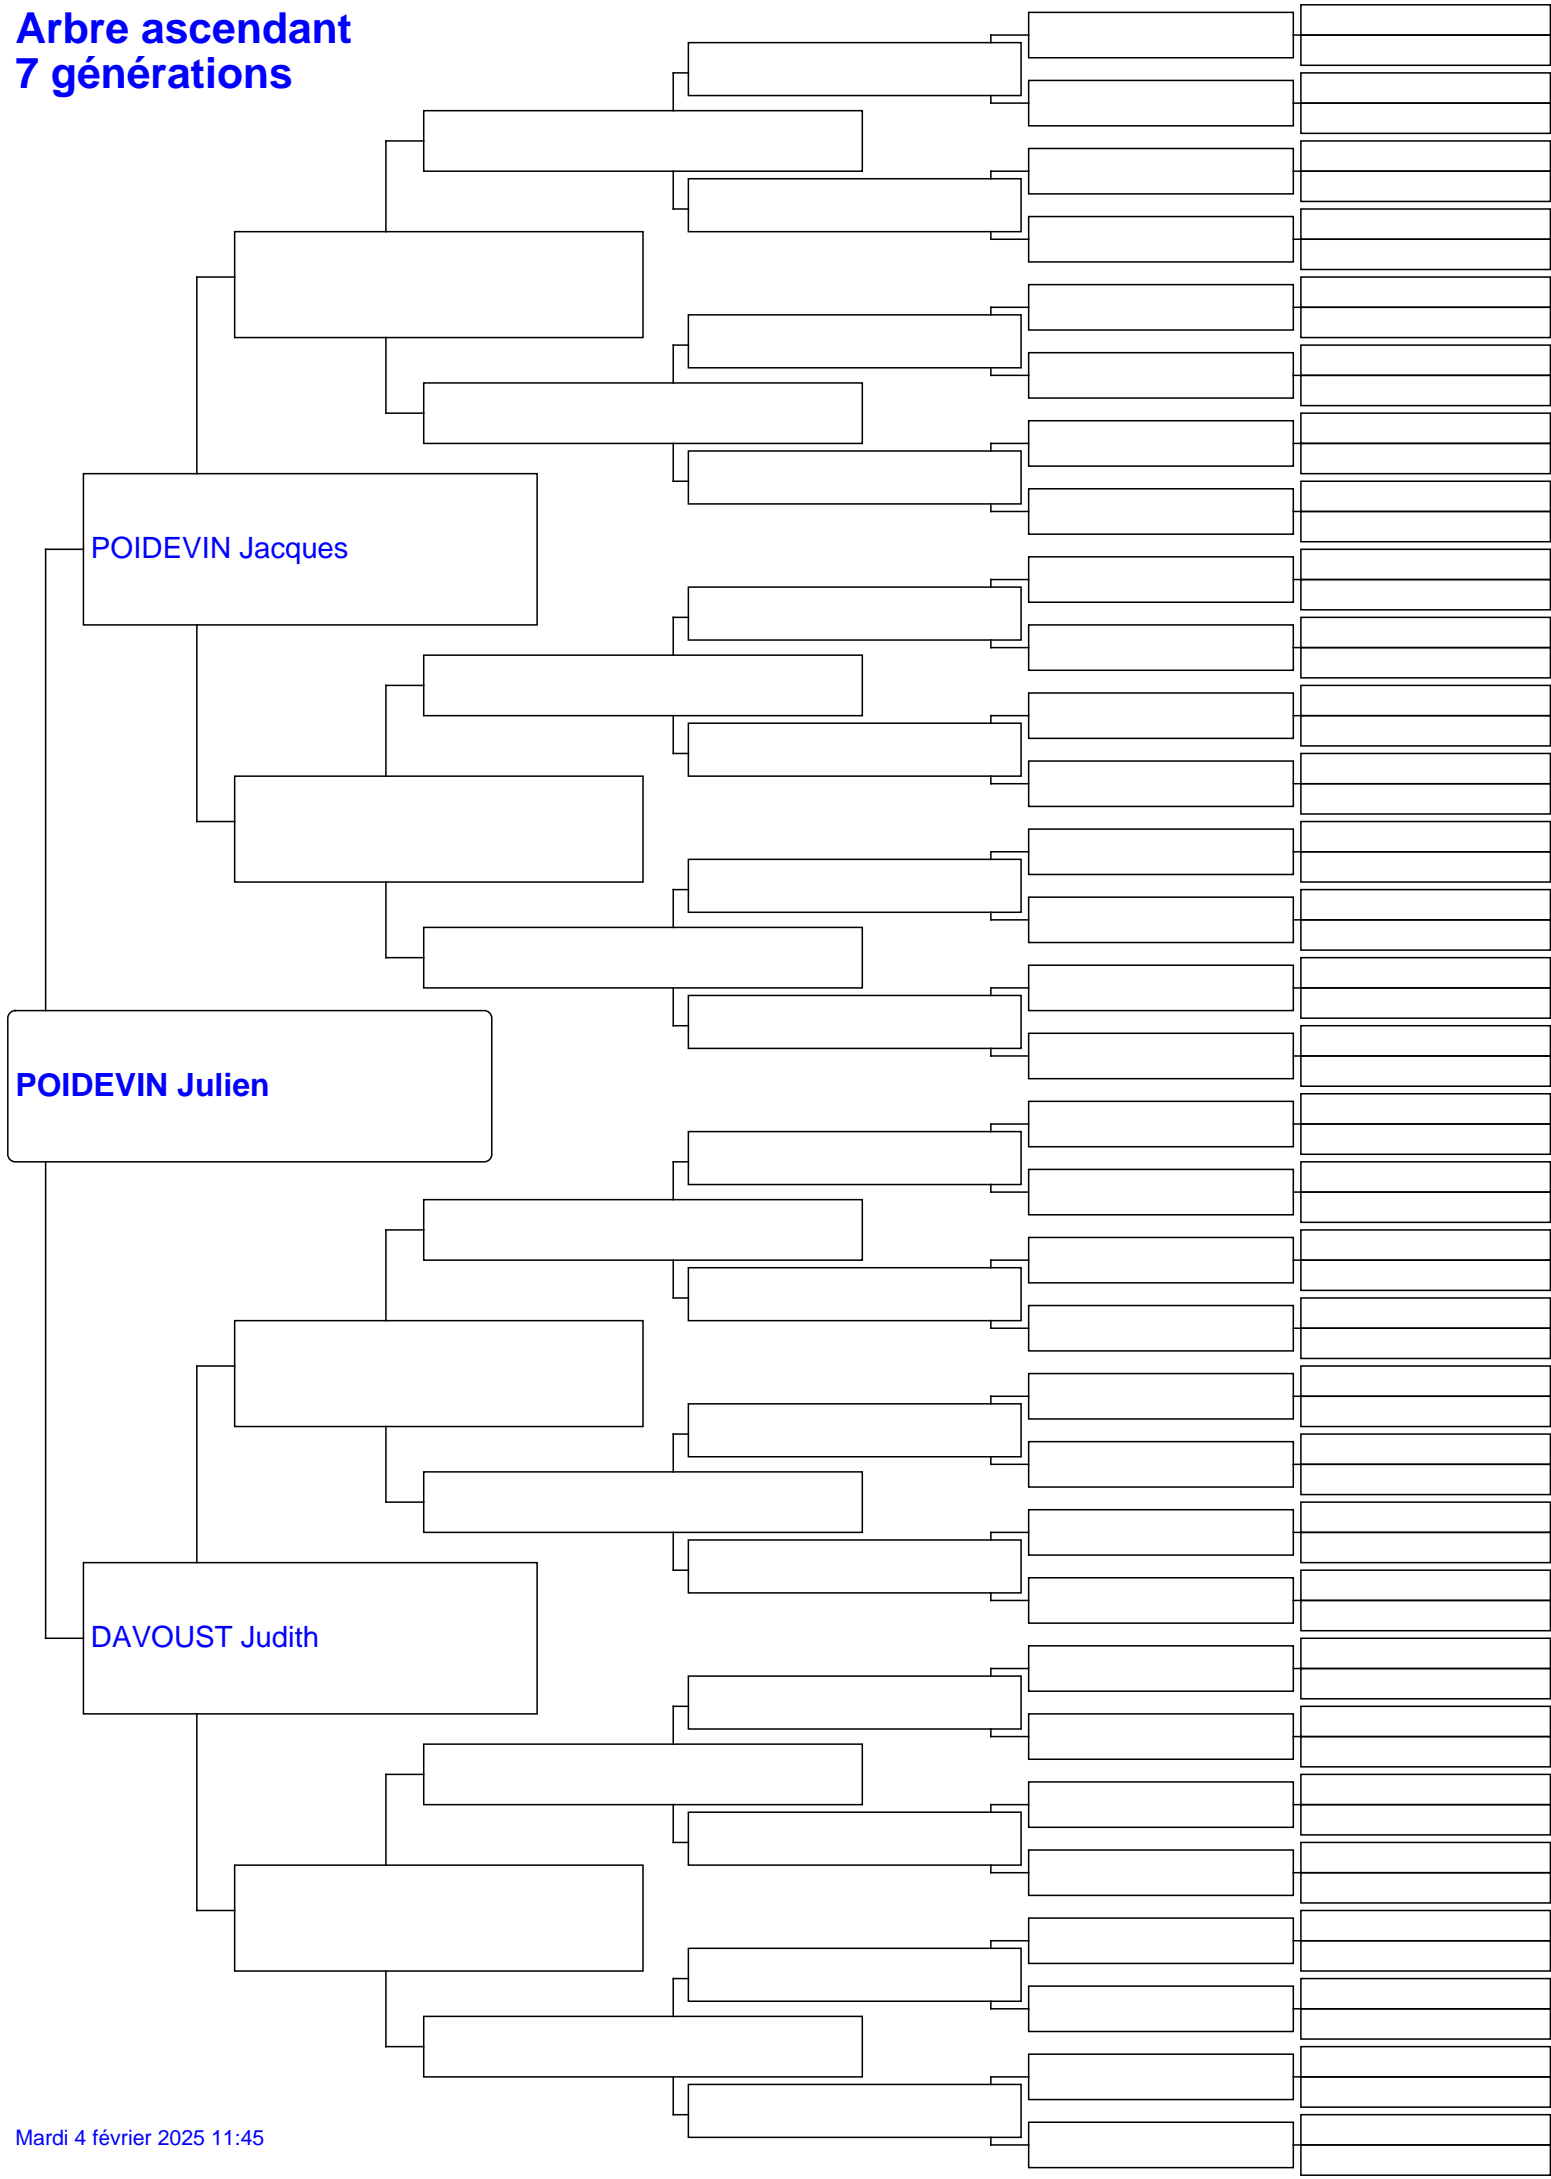 Arbre ascendant
7 générations
POIDEVIN Jacques
POIDEVIN Julien
DAVOUST Judith
Mardi 4 février 2025 11:45